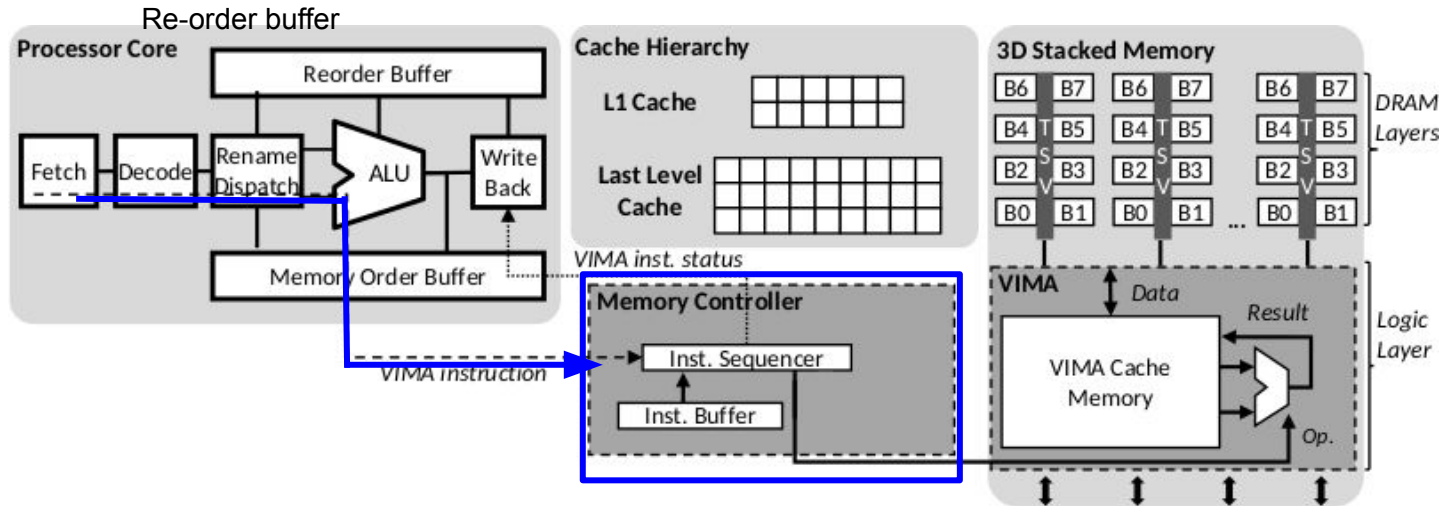 Re-order buffer
Processor Core
Reorder Buffer
Fetch
Decode
Rename
Dispatch
ALU
Write
Back
Memory Order Buffer
VIMA instruction
Cache Hierarchy
L1 Cache
Last Level
Cache
VIMA inst. status
Memory Controller
Inst. Sequencer
Inst. Buffer
3D Stacked Memory
B6 B7 B6 B7 B6 B7
B4 T B5 B4 T B5 B4 T B5
S S S
B2 V B3 B2 V B3 B2 V B3
B0 B1 B0 B1 ... B0 B1
DRAM
Layers
VIMA
Data
Result
VIMA Cache
Memory
Op.
Logic
Layer